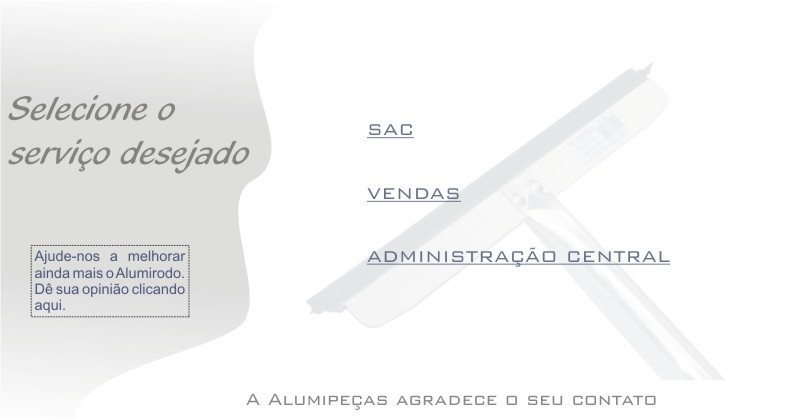 Selecione o
serviço desejado
Ajude-nos a melhorar
ainda mais o Alumirodo.
Dê sua opinião clicando
aqui.
SAC
VENDAS
ADMINISTRAÇÃO CENTRAL
A ALUMIPEÇAS AGRADECE O SEU CONTATO